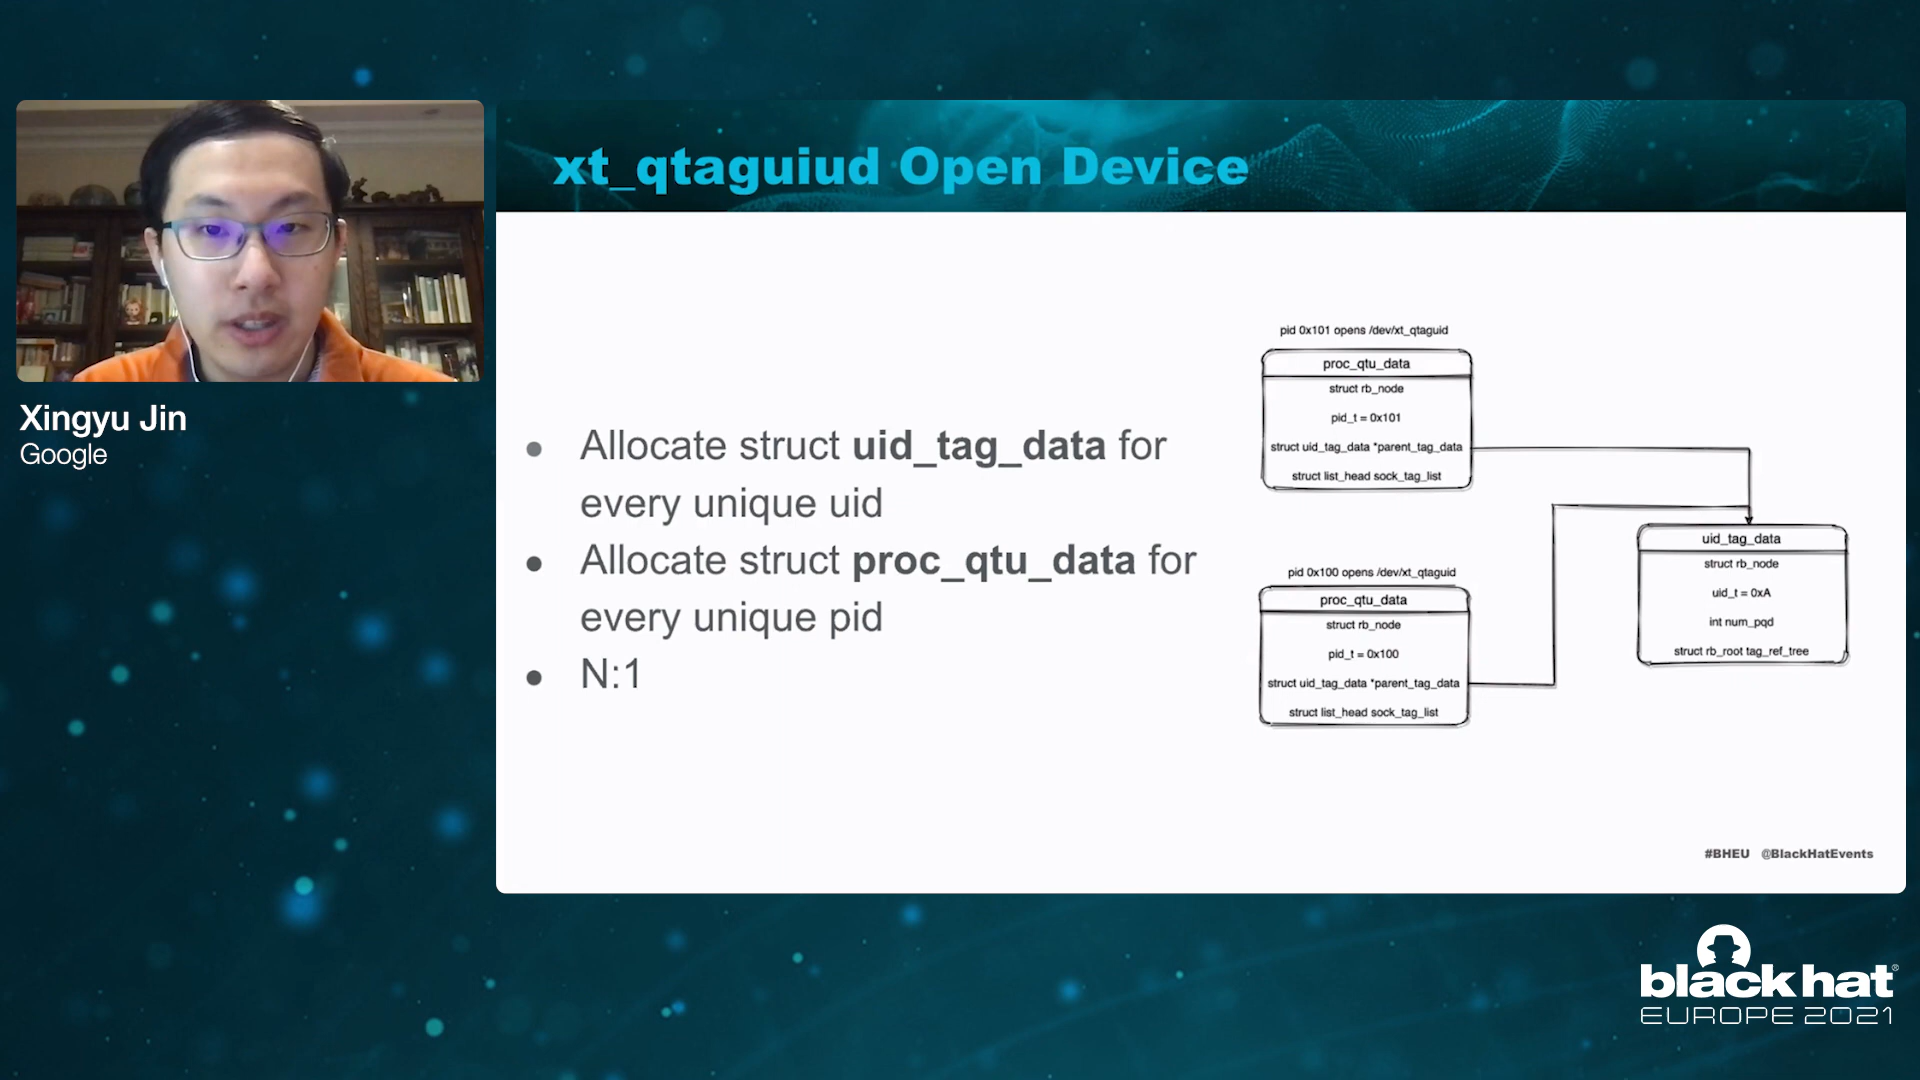 xt_qtaguiud Open Device
Xingyu Jin
Google
● Allocate struct uid_tag_data for
every unique uid
● Allocate struct proc_qtu_data for
every unique pid
● N:1
pid 0x101 opens /dev/xt_qtaguid
proc_qtu_data
struct rb_node
pid_t = 0x101
struct uid_tag_data *parent_tag_data
struct list_head sock_tag_list
pid 0x100 opens /dev/xt_qtaguid
proc_qtu_data
struct rb_node
pid_t = 0x100
struct uid_tag_data *parent_tag_data
struct list_head sock_tag_list
uid_tag_data
struct rb_node
uid_t = 0xA
int num_pqd
struct rb_root tag_ref_tree
#BHEU @BlackHatEvents
black hat®
EUROPE 2021